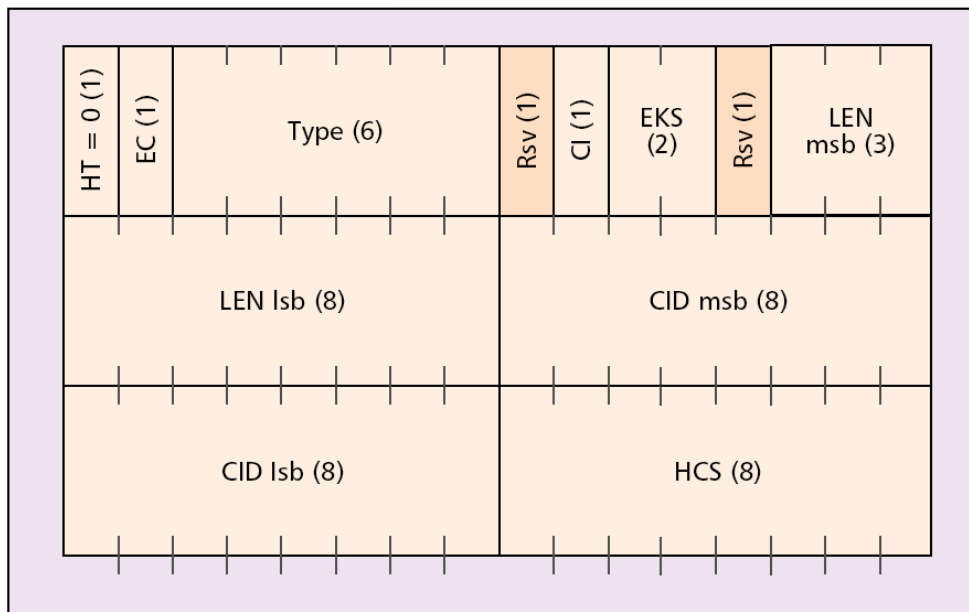 HT = 0 (1)
EC (1)
Type (6)
Rsv (1)
CI (1)
EKS
(2)
Rsv (1)
LEN
msb (3)
LEN lsb (8)
CID msb (8)
CID lsb (8)
HCS (8)